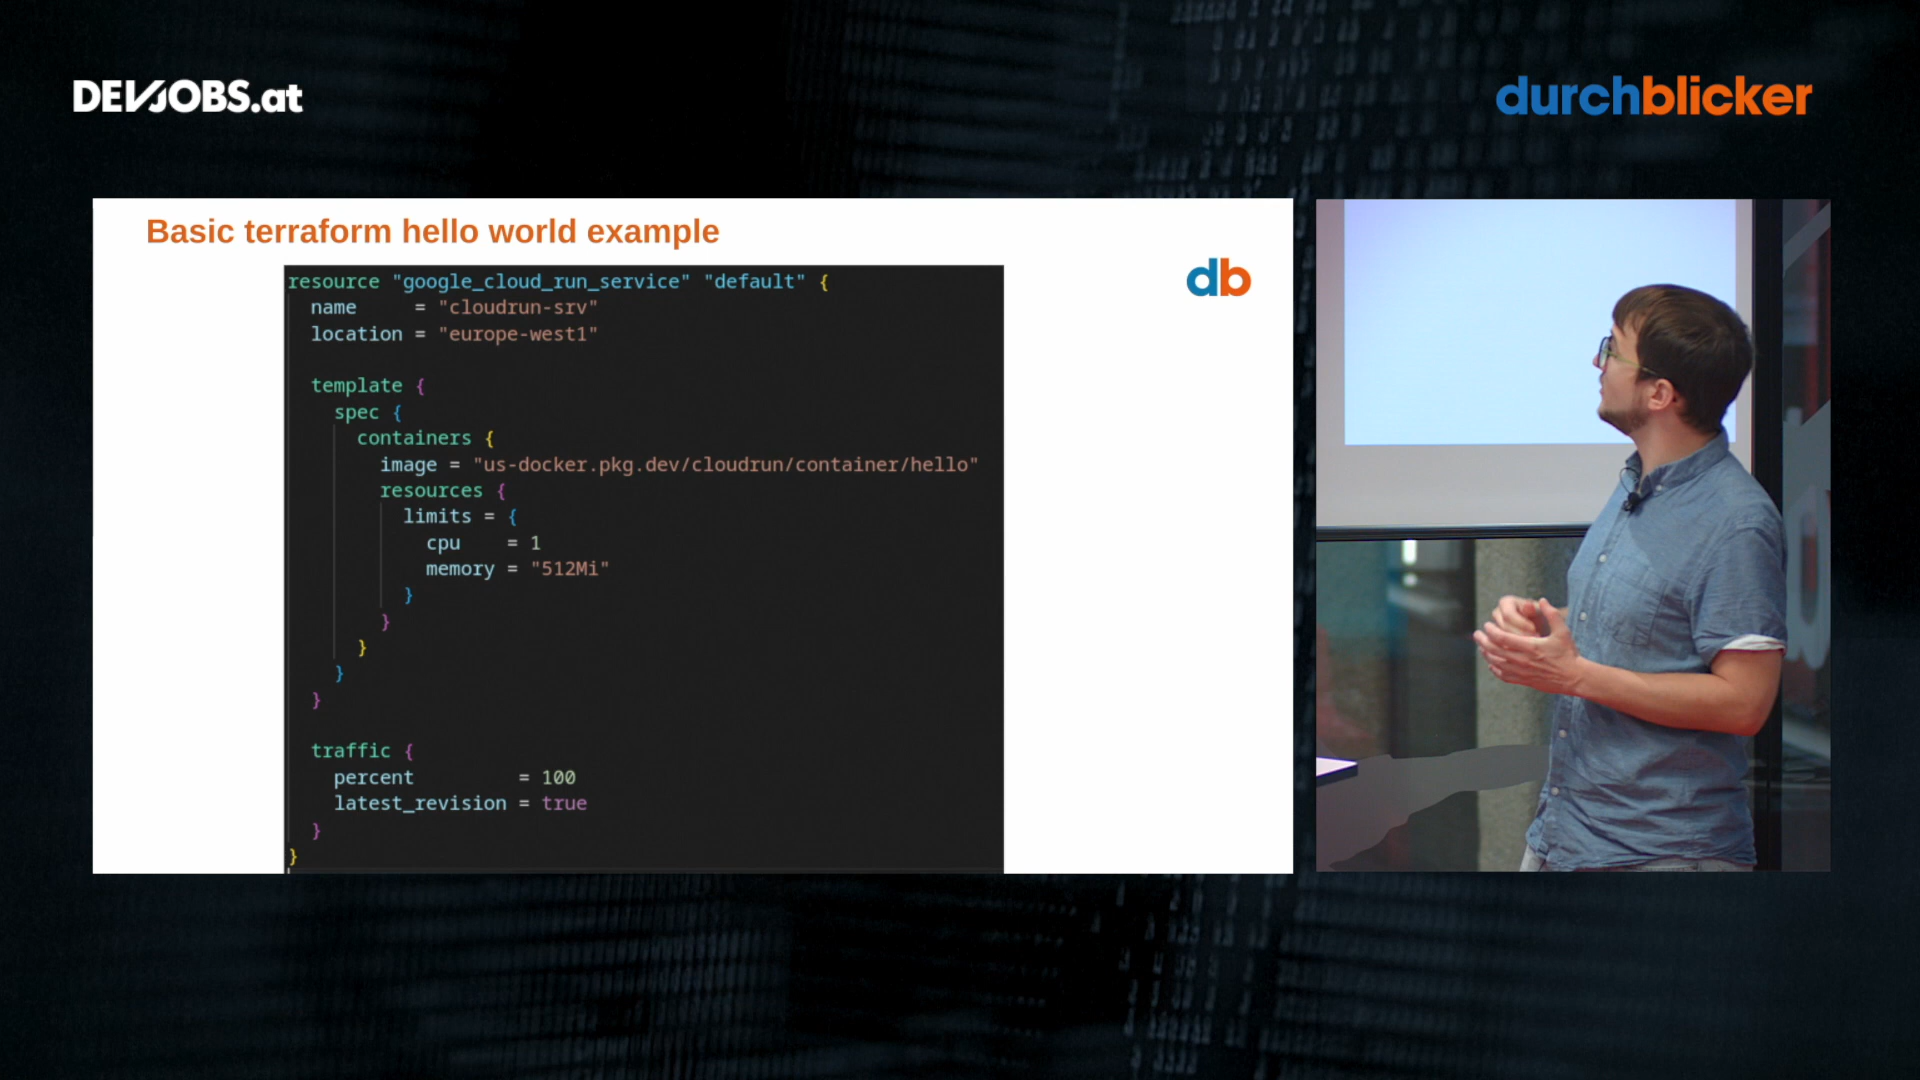 DEVJOBS.at
durchblicker
Basic terraform hello world example
db
resource "google_cloud_run_service" "default" {
  name     = "cloudrun-srv"
  location = "europe-west1"

  template {
    spec {
      containers {
        image = "us-docker.pkg.dev/cloudrun/container/hello"
        resources {
          limits = {
            cpu    = 1
            memory = "512Mi"
          }
        }
      }
    }
  }

  traffic {
    percent         = 100
    latest_revision = true
  }
}